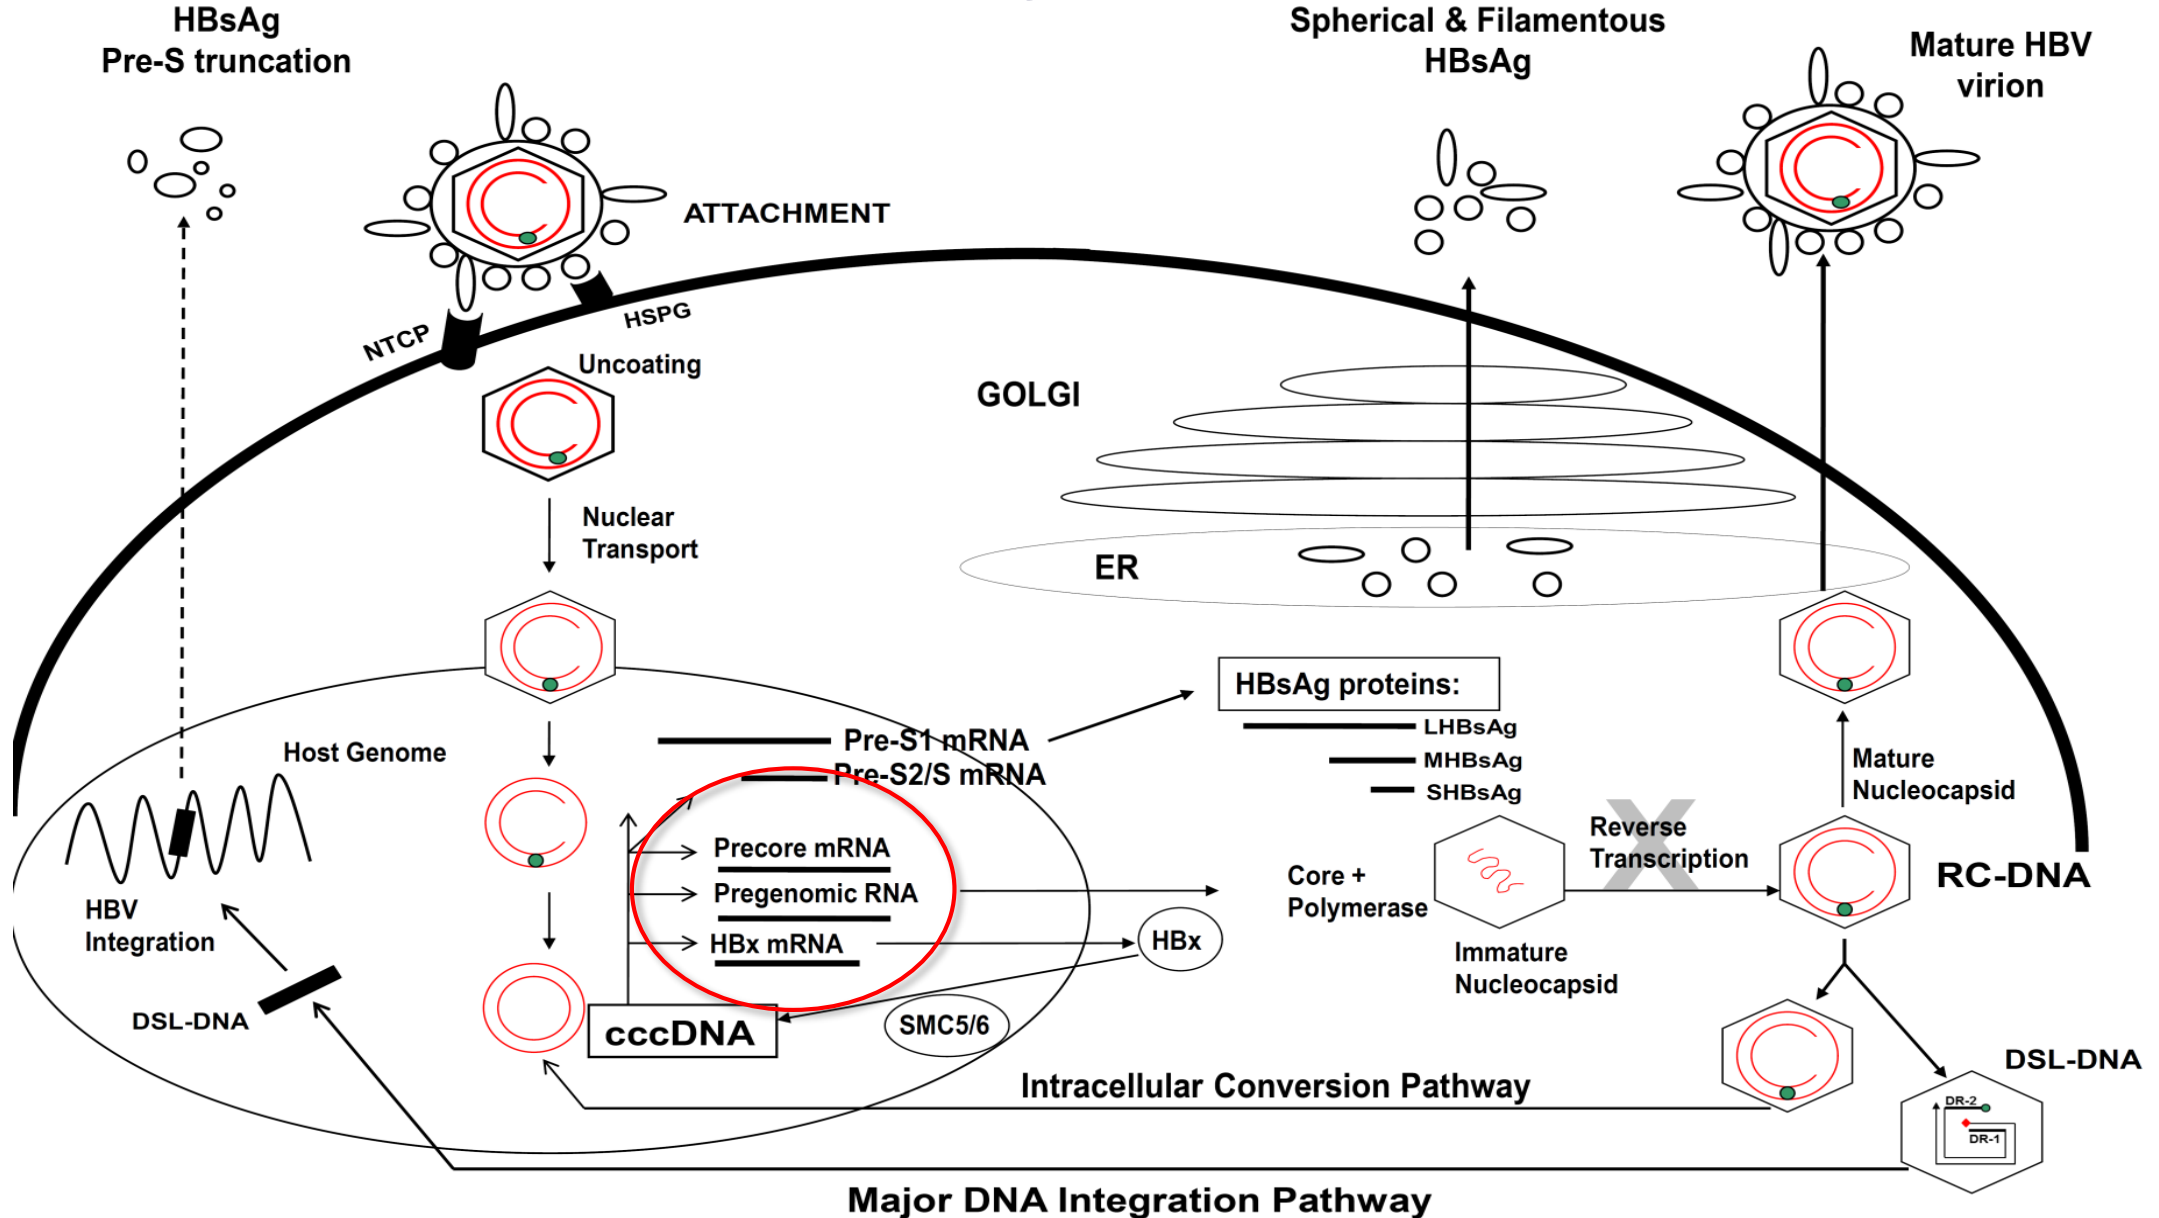 HBsAg
Pre-S truncation
Spherical & Filamentous
HBsAg
Mature HBV
virion
ATTACHMENT
NTCP
HSPG
Uncoating
GOLGI
Nuclear
Transport
ER
HBsAg proteins:
LHBsAg
MHBsAg
SHBsAg
Host Genome
Pre-S1 mRNA
Pre-S2/S mRNA
Mature
Nucleocapsid
X
Reverse
Transcription
Precore mRNA
Pregenomic RNA
HBx mRNA
Core +
Polymerase
RC-DNA
HBV
Integration
HBx
Immature
Nucleocapsid
DSL-DNA
cccDNA
SMC5/6
Intracellular Conversion Pathway
DSL-DNA
DR-2
DR-1
Major DNA Integration Pathway